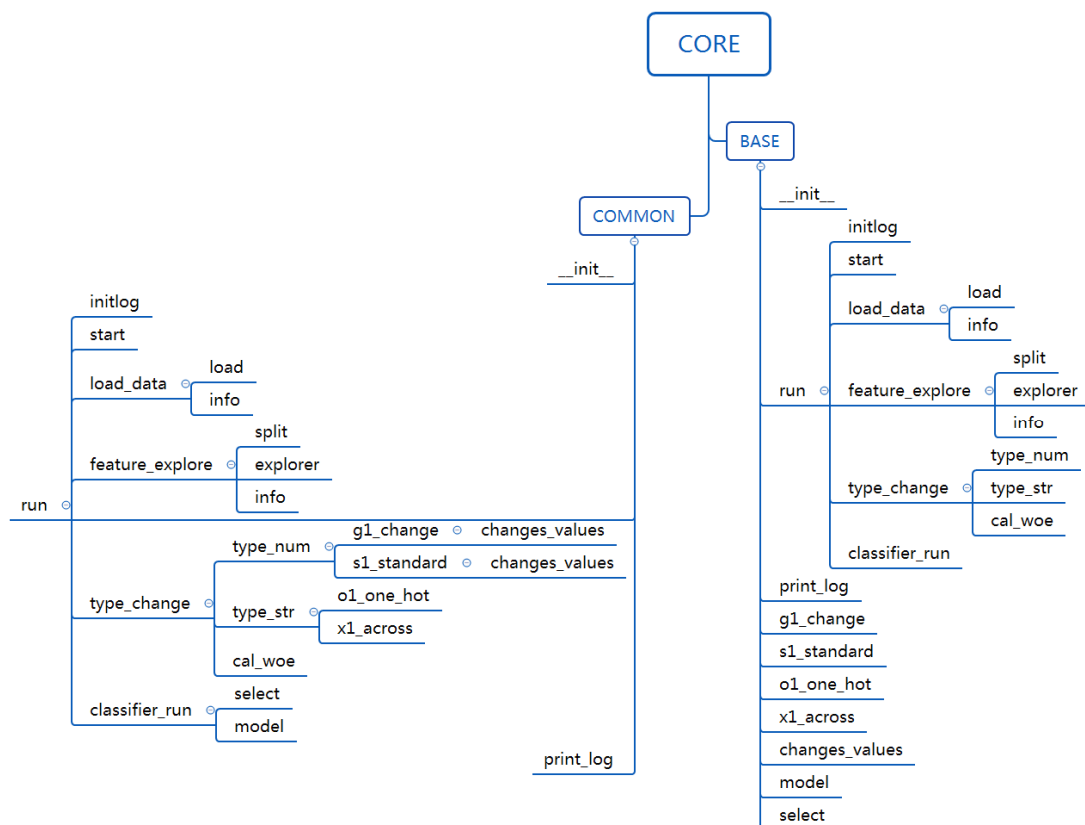 CORE
BASE
__init__
run
initlog
start
load_data
load
info
feature_explore
split
explorer
info
type_change
type_num
type_str
cal_woe
classifier_run
print_log
g1_change
s1_standard
o1_one_hot
x1_across
changes_values
model
select
COMMON
__init__
run
initlog
start
load_data
load
info
feature_explore
split
explorer
info
type_change
type_num
g1_change
changes_values
s1_standard
changes_values
type_str
o1_one_hot
x1_across
cal_woe
classifier_run
select
model
print_log